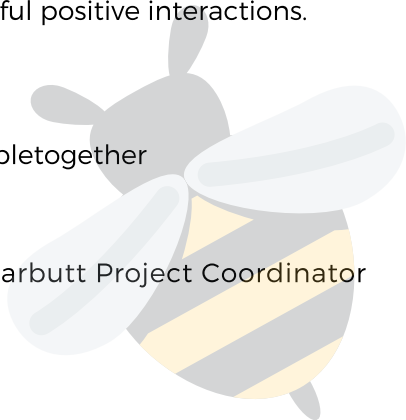 ful positive interactions.
pletogether
arbutt Project Coordinator